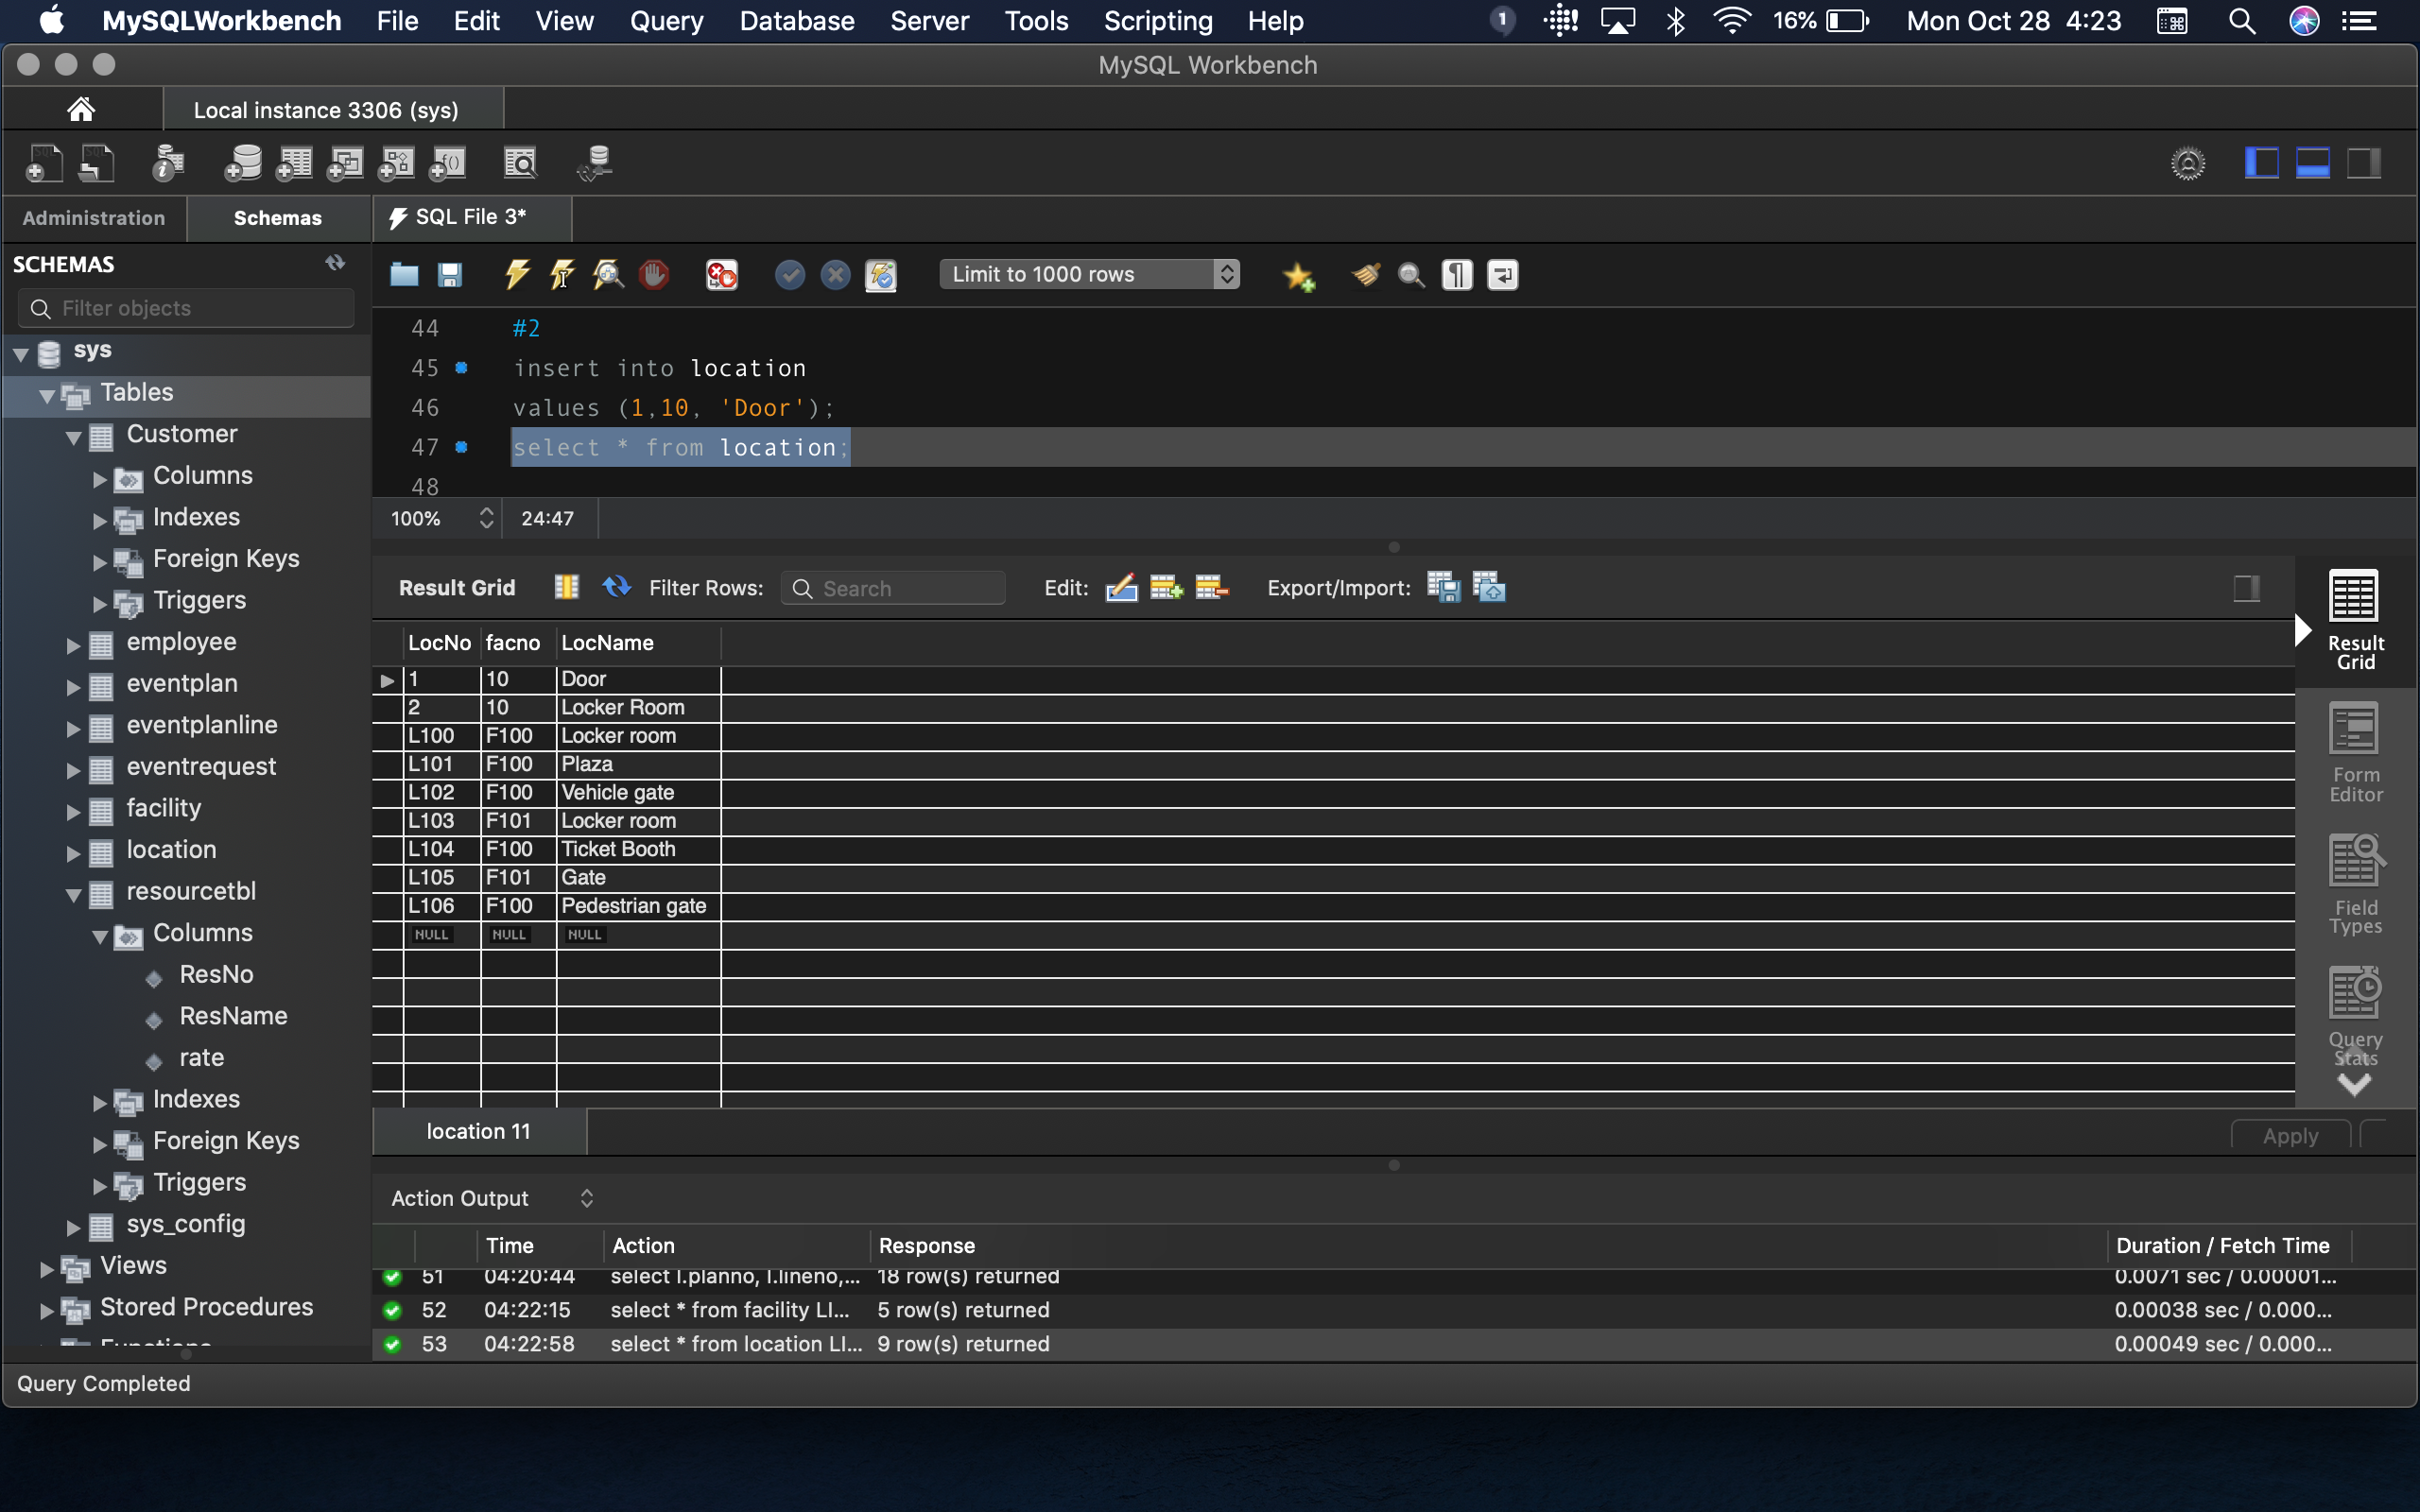 MySQLWorkbench File Edit View Query Database Server Tools Scripting Help 1 16% Mon Oct 28 4:23
MySQL Workbench
Local instance 3306 (sys)
Administration Schemas SQL File 3*
SCHEMAS
Limit to 1000 rows
Filter objects
sys
Tables
Customer
Columns
Indexes
Foreign Keys
Triggers
employee
eventplan
eventplanline
eventrequest
facility
location
resourcetbl
Columns
ResNo
ResName
rate
Indexes
Foreign Keys
Triggers
sys_config
Views
Stored Procedures
Functions
44 #2
45 insert into location
46 values (1,10, 'Door');
47 select * from location;
48
100% 24:47
Result Grid Filter Rows: Search Edit: Export/Import:
LocNo facno LocName
1 10 Door
2 10 Locker Room
L100 F100 Locker room
L101 F100 Plaza
L102 F100 Vehicle gate
L103 F101 Locker room
L104 F100 Ticket Booth
L105 F101 Gate
L106 F100 Pedestrian gate
NULL NULL NULL
Result
Grid
Form
Editor
Field
Types
Query
Stats
location 11 Apply
Action Output
Time Action Response Duration / Fetch Time
51 04:20:44 select l.planno, l.lineno,... 18 row(s) returned 0.0071 sec / 0.00001...
52 04:22:15 select * from facility LI... 5 row(s) returned 0.00038 sec / 0.000...
53 04:22:58 select * from location LI... 9 row(s) returned 0.00049 sec / 0.000...
Query Completed